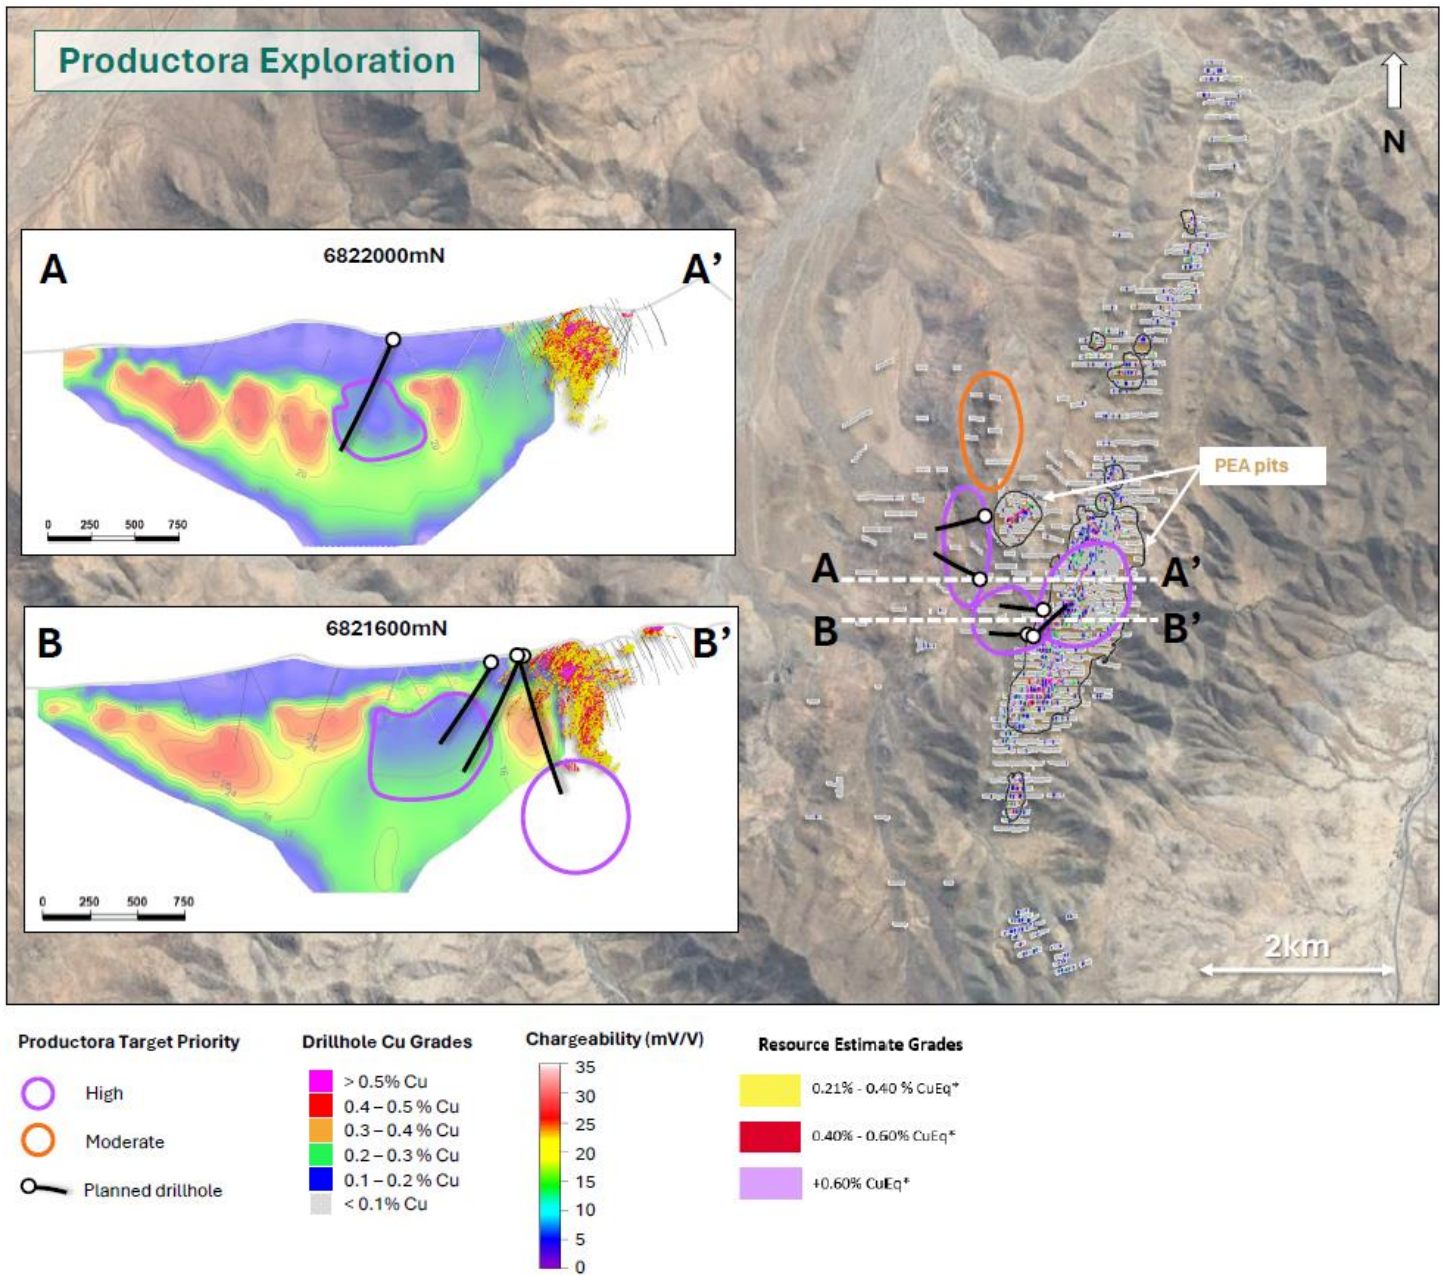 Productora Exploration
N
A
6822000mN
A’
0 250 500 750
B
6821600mN
B’
0 250 500 750
PEA pits
A
A’
B
B’
2km
Productora Target Priority
High
Moderate
Planned drillhole
Drillhole Cu Grades
> 0.5% Cu
0.4 – 0.5 % Cu
0.3 – 0.4 % Cu
0.2 – 0.3 % Cu
0.1 – 0.2 % Cu
< 0.1% Cu
Chargeability (mV/V)
35
30
25
20
15
10
5
0
Resource Estimate Grades
0.21% - 0.40 % CuEq*
0.40% - 0.60% CuEq*
+0.60% CuEq*